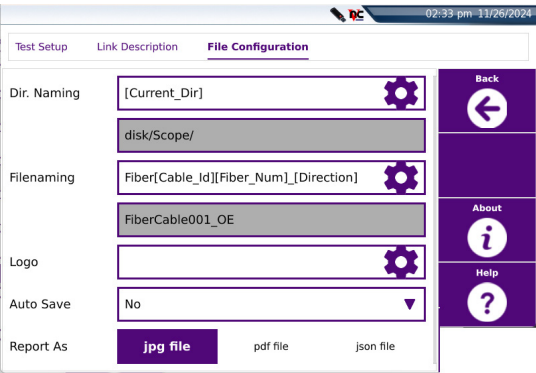 02:33 pm 11/26/2024
Test Setup Link Description File Configuration
Back
Dir. Naming [Current_Dir]
disk/Scope/
Filenaming Fiber[Cable_Id][Fiber_Num]_[Direction]
FiberCable001_OE
About
Logo
Help
Auto Save No
Report As jpg file pdf file json file